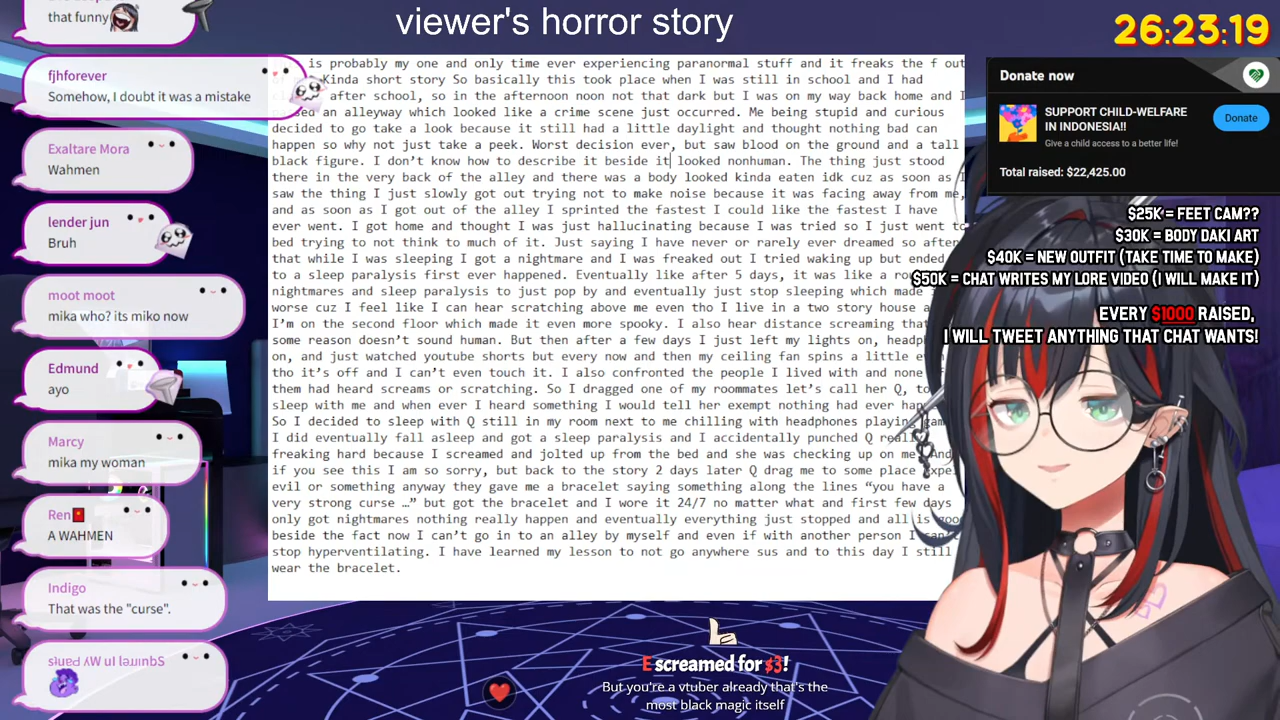 viewer's horror story
26:23:19
that funny
fjhforever
Somehow, I doubt it was a mistake
Exaltare Mora
Wahmen
lender jun
Bruh
moot moot
mika who? its miko now
Edmund
ayo
Marcy
mika my woman
Ren
A WAHMEN
Indigo
That was the "curse".
Squirrel In My Pants
is probably my one and only time ever experiencing paranormal stuff and it freaks the f out
Kinda short story So basically this took place when I was still in school and I had
after school, so in the afternoon noon not that dark but I was on my way back home and I
an alleyway which looked like a crime scene just occurred. Me being stupid and curious
decided to go take a look because it still had a little daylight and thought nothing bad can
happen so why not just take a peek. Worst decision ever, but saw blood on the ground and a tall
black figure. I don't know how to describe it beside it looked nonhuman. The thing just stood
there in the very back of the alley and there was a body looked kinda eaten idk cuz as soon as I
saw the thing I just slowly got out trying not to make noise because it was facing away from me,
and as soon as I got out of the alley I sprinted the fastest I could like the fastest I have
ever went. I got home and thought I was just hallucinating because I was tried so I just went to
bed trying to not think to much of it. Just saying I have never or rarely ever dreamed so after
that while I was sleeping I got a nightmare and I was freaked out I tried waking up but ended
to a sleep paralysis first ever happened. Eventually like after 5 days, it was like a
nightmares and sleep paralysis to just pop by and eventually just stop sleeping which made
worse cuz I feel like I can hear scratching above me even tho I live in a two story house
I'm on the second floor which made it even more spooky. I also hear distance screaming that
some reason doesn't sound human. But then after a few days I just left my lights on,
on, and just watched youtube shorts but every now and then my ceiling fan spins a little
tho it's off and I can't even touch it. I also confronted the people I lived with and none
them had heard screams or scratching. So I dragged one of my roommates let's call her Q, to
sleep with me and when ever I heard something I would tell her exempt nothing had ever
So I decided to sleep with Q still in my room next to me chilling with headphones playing
I did eventually fall asleep and got a sleep paralysis and I accidentally punched Q
freaking hard because I screamed and jolted up from the bed and she was checking up on me. And
if you see this I am so sorry, but back to the story 2 days later Q drag me to some place
evil or something anyway they gave me a bracelet saying something along the lines "you have a
very strong curse …" but got the bracelet and I wore it 24/7 no matter what and first few days
only got nightmares nothing really happen and eventually everything just stopped and all is
beside the fact now I can't go in to an alley by myself and even if with another person I can't
stop hyperventilating. I have learned my lesson to not go anywhere sus and to this day I still
wear the bracelet.
Donate now
SUPPORT CHILD-WELFARE
IN INDONESIA!!
Give a child access to a better life!
Donate
Total raised: $22,425.00
$25K = FEET CAM??
$30K = BODY DAKI ART
$40K = NEW OUTFIT (TAKE TIME TO MAKE)
$50K = CHAT WRITES MY LORE VIDEO (I WILL MAKE IT)
EVERY $1000 RAISED,
I WILL TWEET ANYTHING THAT CHAT WANTS!
E screamed for $3!
But you're a vtuber already that's the
most black magic itself